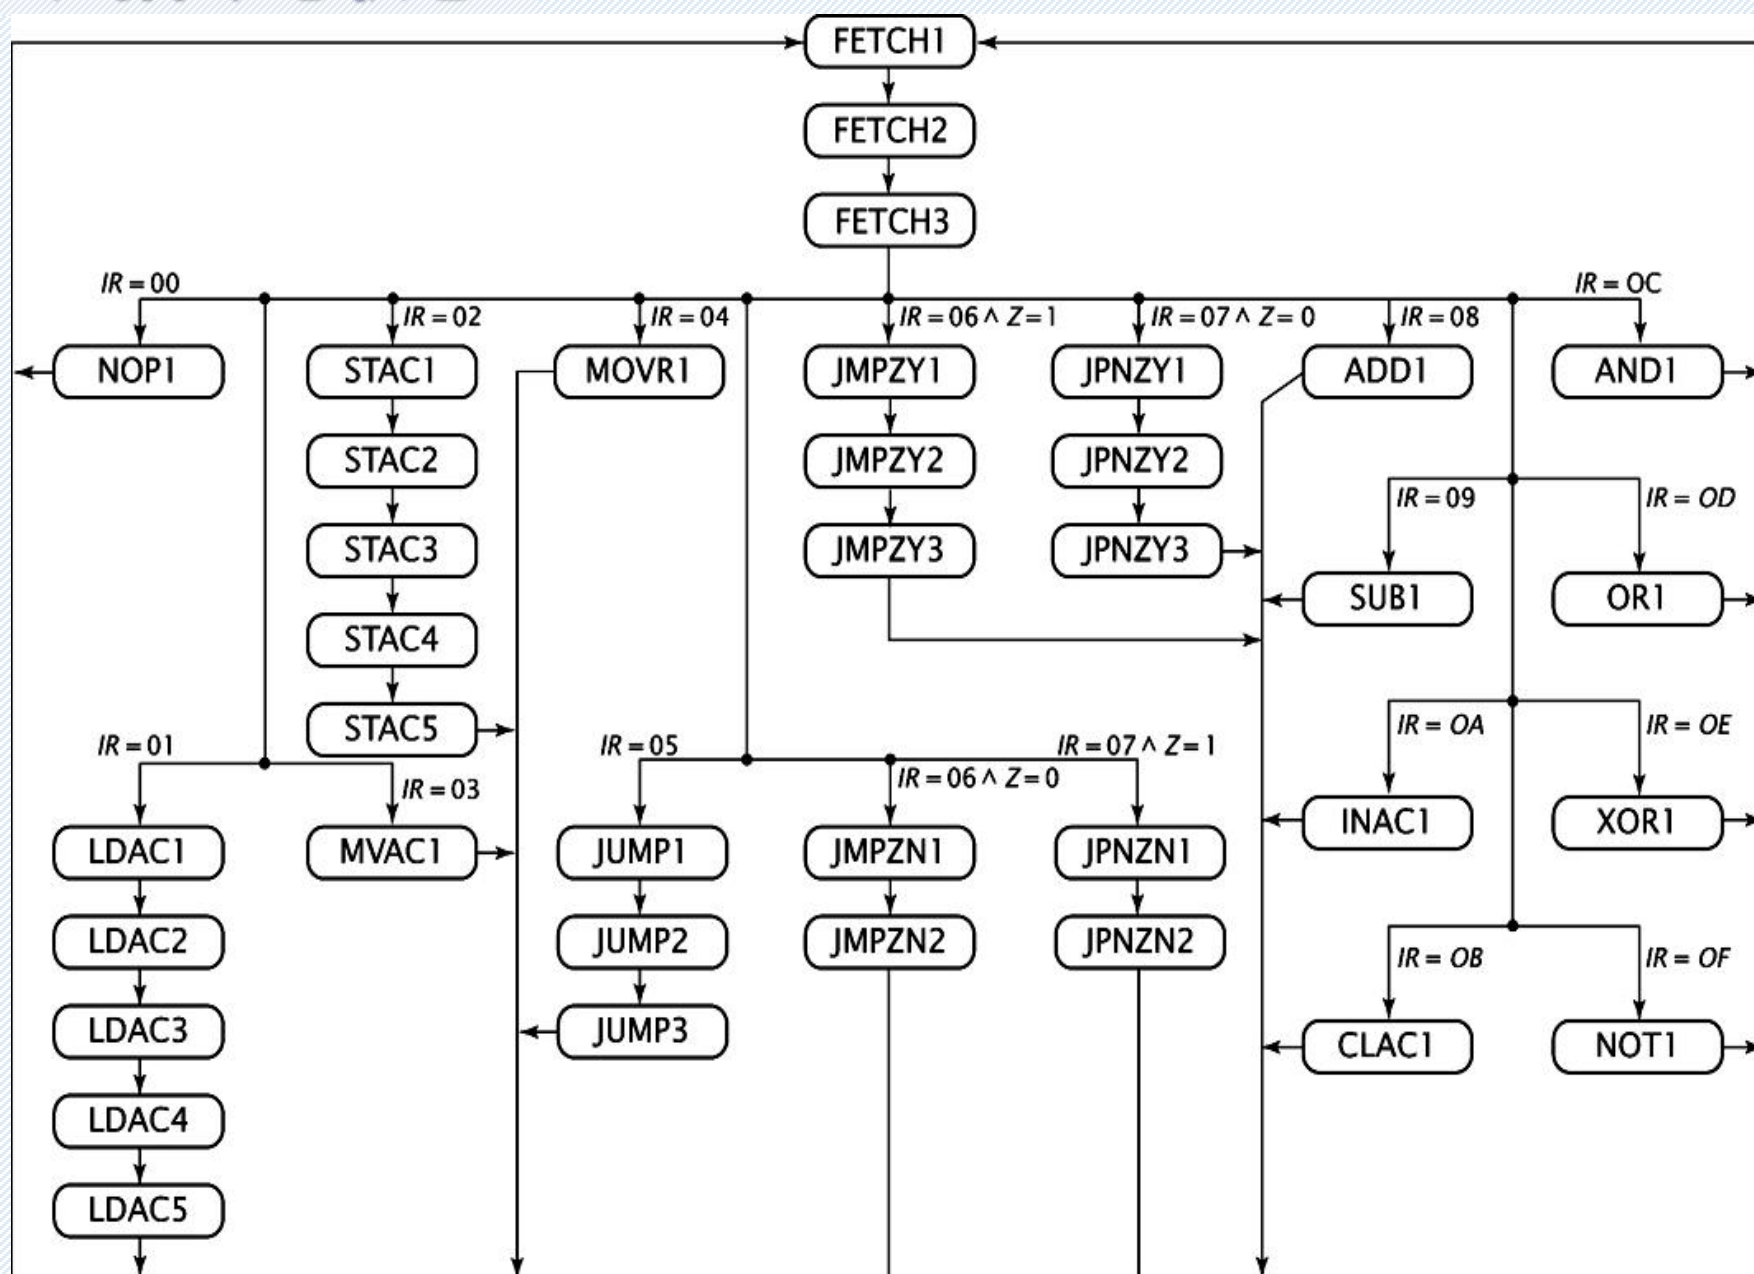 FETCH1
FETCH2
FETCH3
IR = 00
IR = OC
IR = 02
IR = 04
IR = 06 ∧ Z = 1
IR = 07 ∧ Z = 0
IR = 08
NOP1
STAC1
MOVR1
JMPZY1
JPNZY1
ADD1
AND1
STAC2
JMPZY2
JPNZY2
IR = 09
IR = OD
STAC3
JMPZY3
JPNZY3
SUB1
OR1
STAC4
STAC5
IR = OA
IR = OE
IR = 01
IR = 05
IR = 07 ∧ Z = 1
IR = 03
IR = 06 ∧ Z = 0
INAC1
XOR1
LDAC1
MVAC1
JUMP1
JMPZN1
JPNZN1
LDAC2
JUMP2
JMPZN2
JPNZN2
IR = OB
IR = OF
LDAC3
JUMP3
CLAC1
NOT1
LDAC4
LDAC5